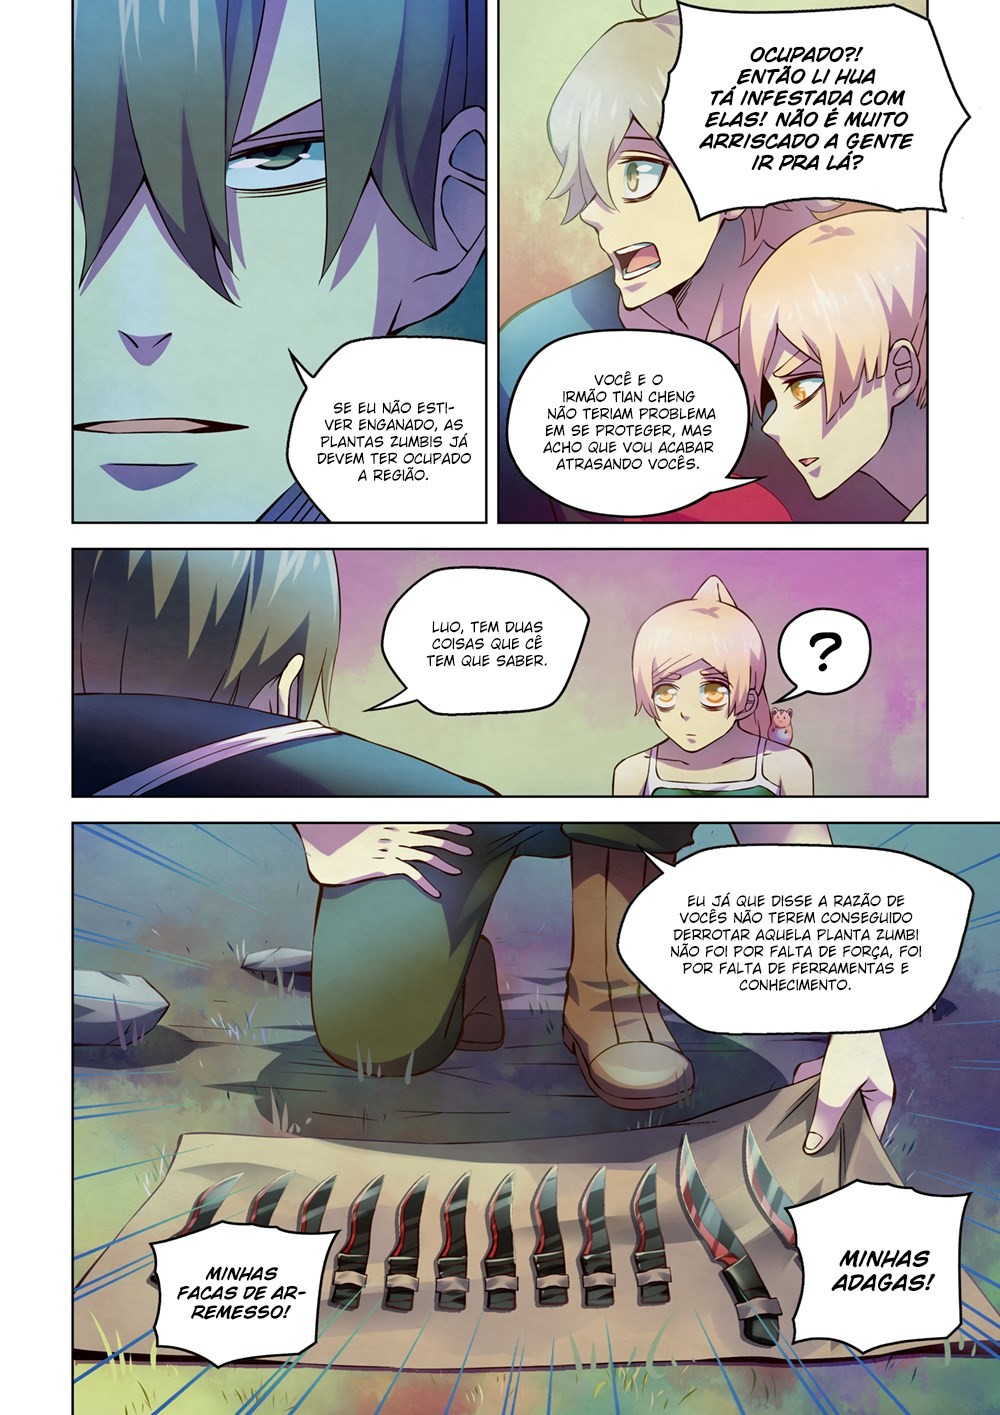 SE EU NÃO ESTI-
VER ENGANADO, AS
PLANTAS ZUMBIS JÁ
DEVEM TER OCUPADO
A REGIÃO.
OCUPADO?!
ENTÃO LI HUA
TÁ INFESTADA COM
ELAS! NÃO É MUITO
ARRISCADO A GENTE
IR PRA LÁ?
VOCÊ E O
IRMÃO TIAN CHENG
NÃO TERIAM PROBLEMA
EM SE PROTEGER, MAS
ACHO QUE VOU ACABAR
ATRASANDO VOCÊS.
LUO, TEM DUAS
COISAS QUE CÊ
TEM QUE SABER.
?
EU JÁ QUE DISSE A RAZÃO DE
VOCÊS NÃO TEREM CONSEGUIDO
DERROTAR AQUELA PLANTA ZUMBI
NÃO FOI POR FALTA DE FORÇA, FOI
POR FALTA DE FERRAMENTAS E
CONHECIMENTO.
MINHAS
FACAS DE AR-
REMESSO!
MINHAS
ADAGAS!